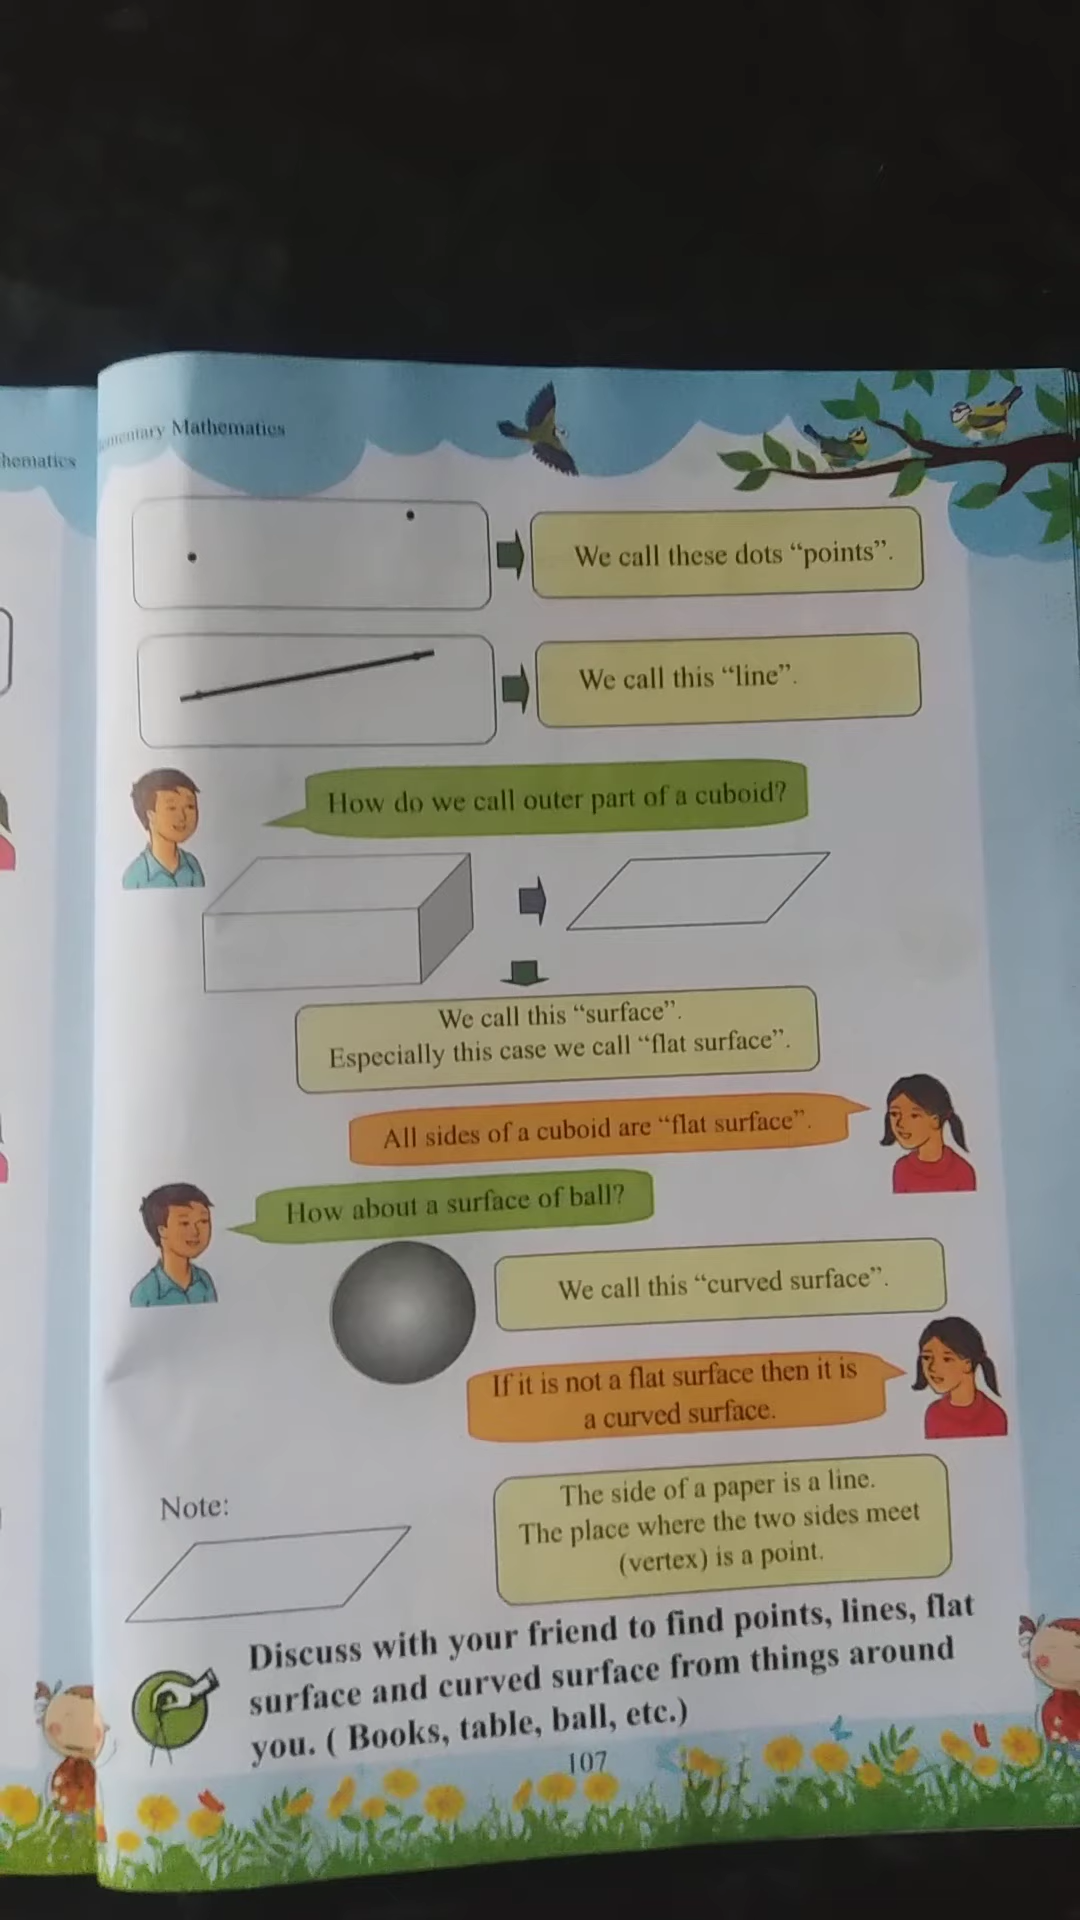 Mathematics
hematics
We call these dots “points”.
We call this “line”.
How do we call outer part of a cuboid?
We call this “surface”.
Especially this case we call “flat surface”.
All sides of a cuboid are “flat surface”.
How about a surface of ball?
We call this “curved surface”.
If it is not a flat surface then it is
a curved surface.
Note:
The side of a paper is a line.
The place where the two sides meet
(vertex) is a point.
Discuss with your friend to find points, lines, flat
surface and curved surface from things around
you. ( Books, table, ball, etc.)
107